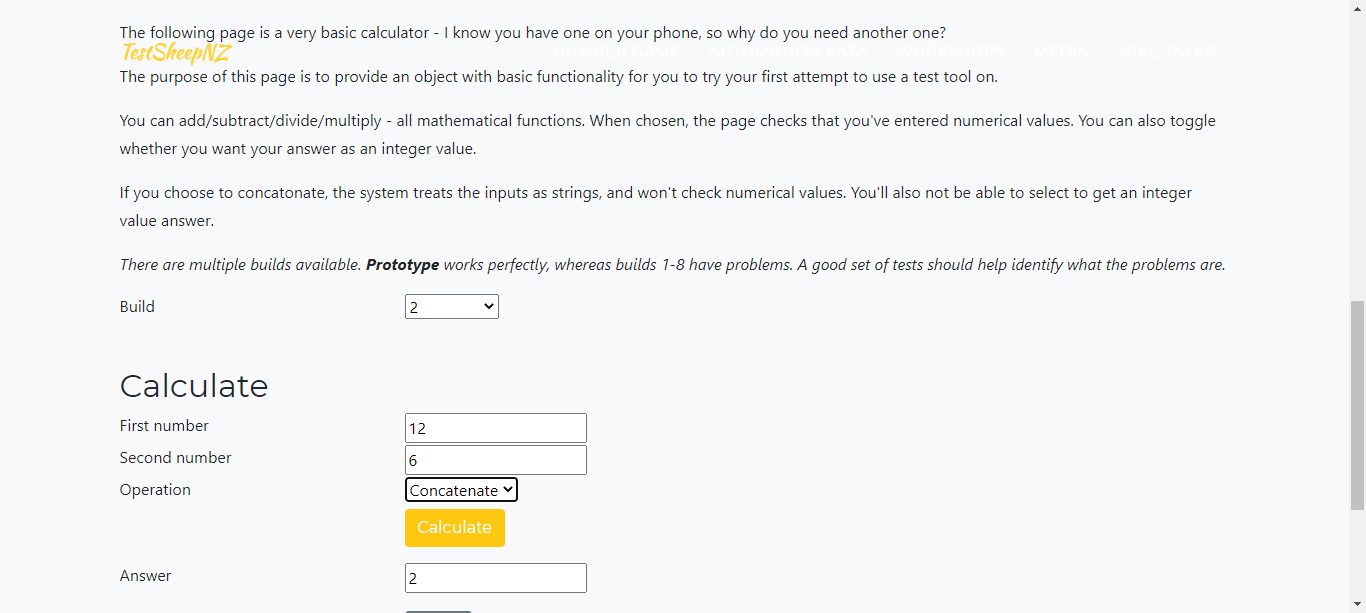 The following page is a very basic calculator - I know you have one on your phone, so why do you need another one?
TestSheepNZ NUMBER GAME AUTOMATION BETA WORKSHOPS MEDIA MIKE TALKS
The purpose of this page is to provide an object with basic functionality for you to try your first attempt to use a test tool on.
You can add/subtract/divide/multiply - all mathematical functions. When chosen, the page checks that you've entered numerical values. You can also toggle
whether you want your answer as an integer value.
If you choose to concatonate, the system treats the inputs as strings, and won't check numerical values. You'll also not be able to select to get an integer
value answer.
There are multiple builds available. Prototype works perfectly, whereas builds 1-8 have problems. A good set of tests should help identify what the problems are.
Build 2
Calculate
First number 12
Second number 6
Operation Concatenate
Calculate
Answer 2